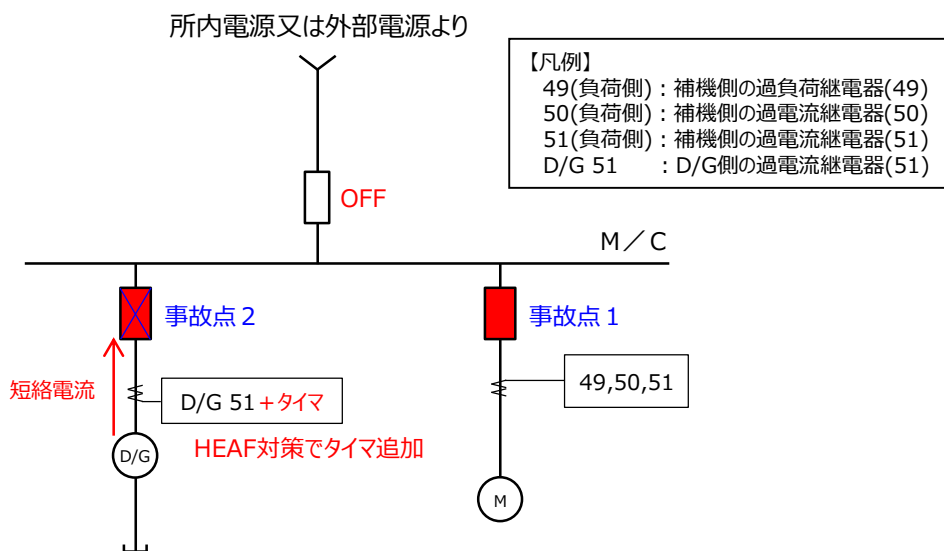 所内電源又は外部電源より
【凡例】
49(負荷側)：補機側の過負荷継電器(49)
50(負荷側)：補機側の過電流継電器(50)
51(負荷側)：補機側の過電流継電器(51)
D/G 51　：D/G側の過電流継電器(51)
OFF
M／C
事故点２
事故点１
短絡電流
D/G 51＋タイマ
49,50,51
HEAF対策でタイマ追加
D/G
M